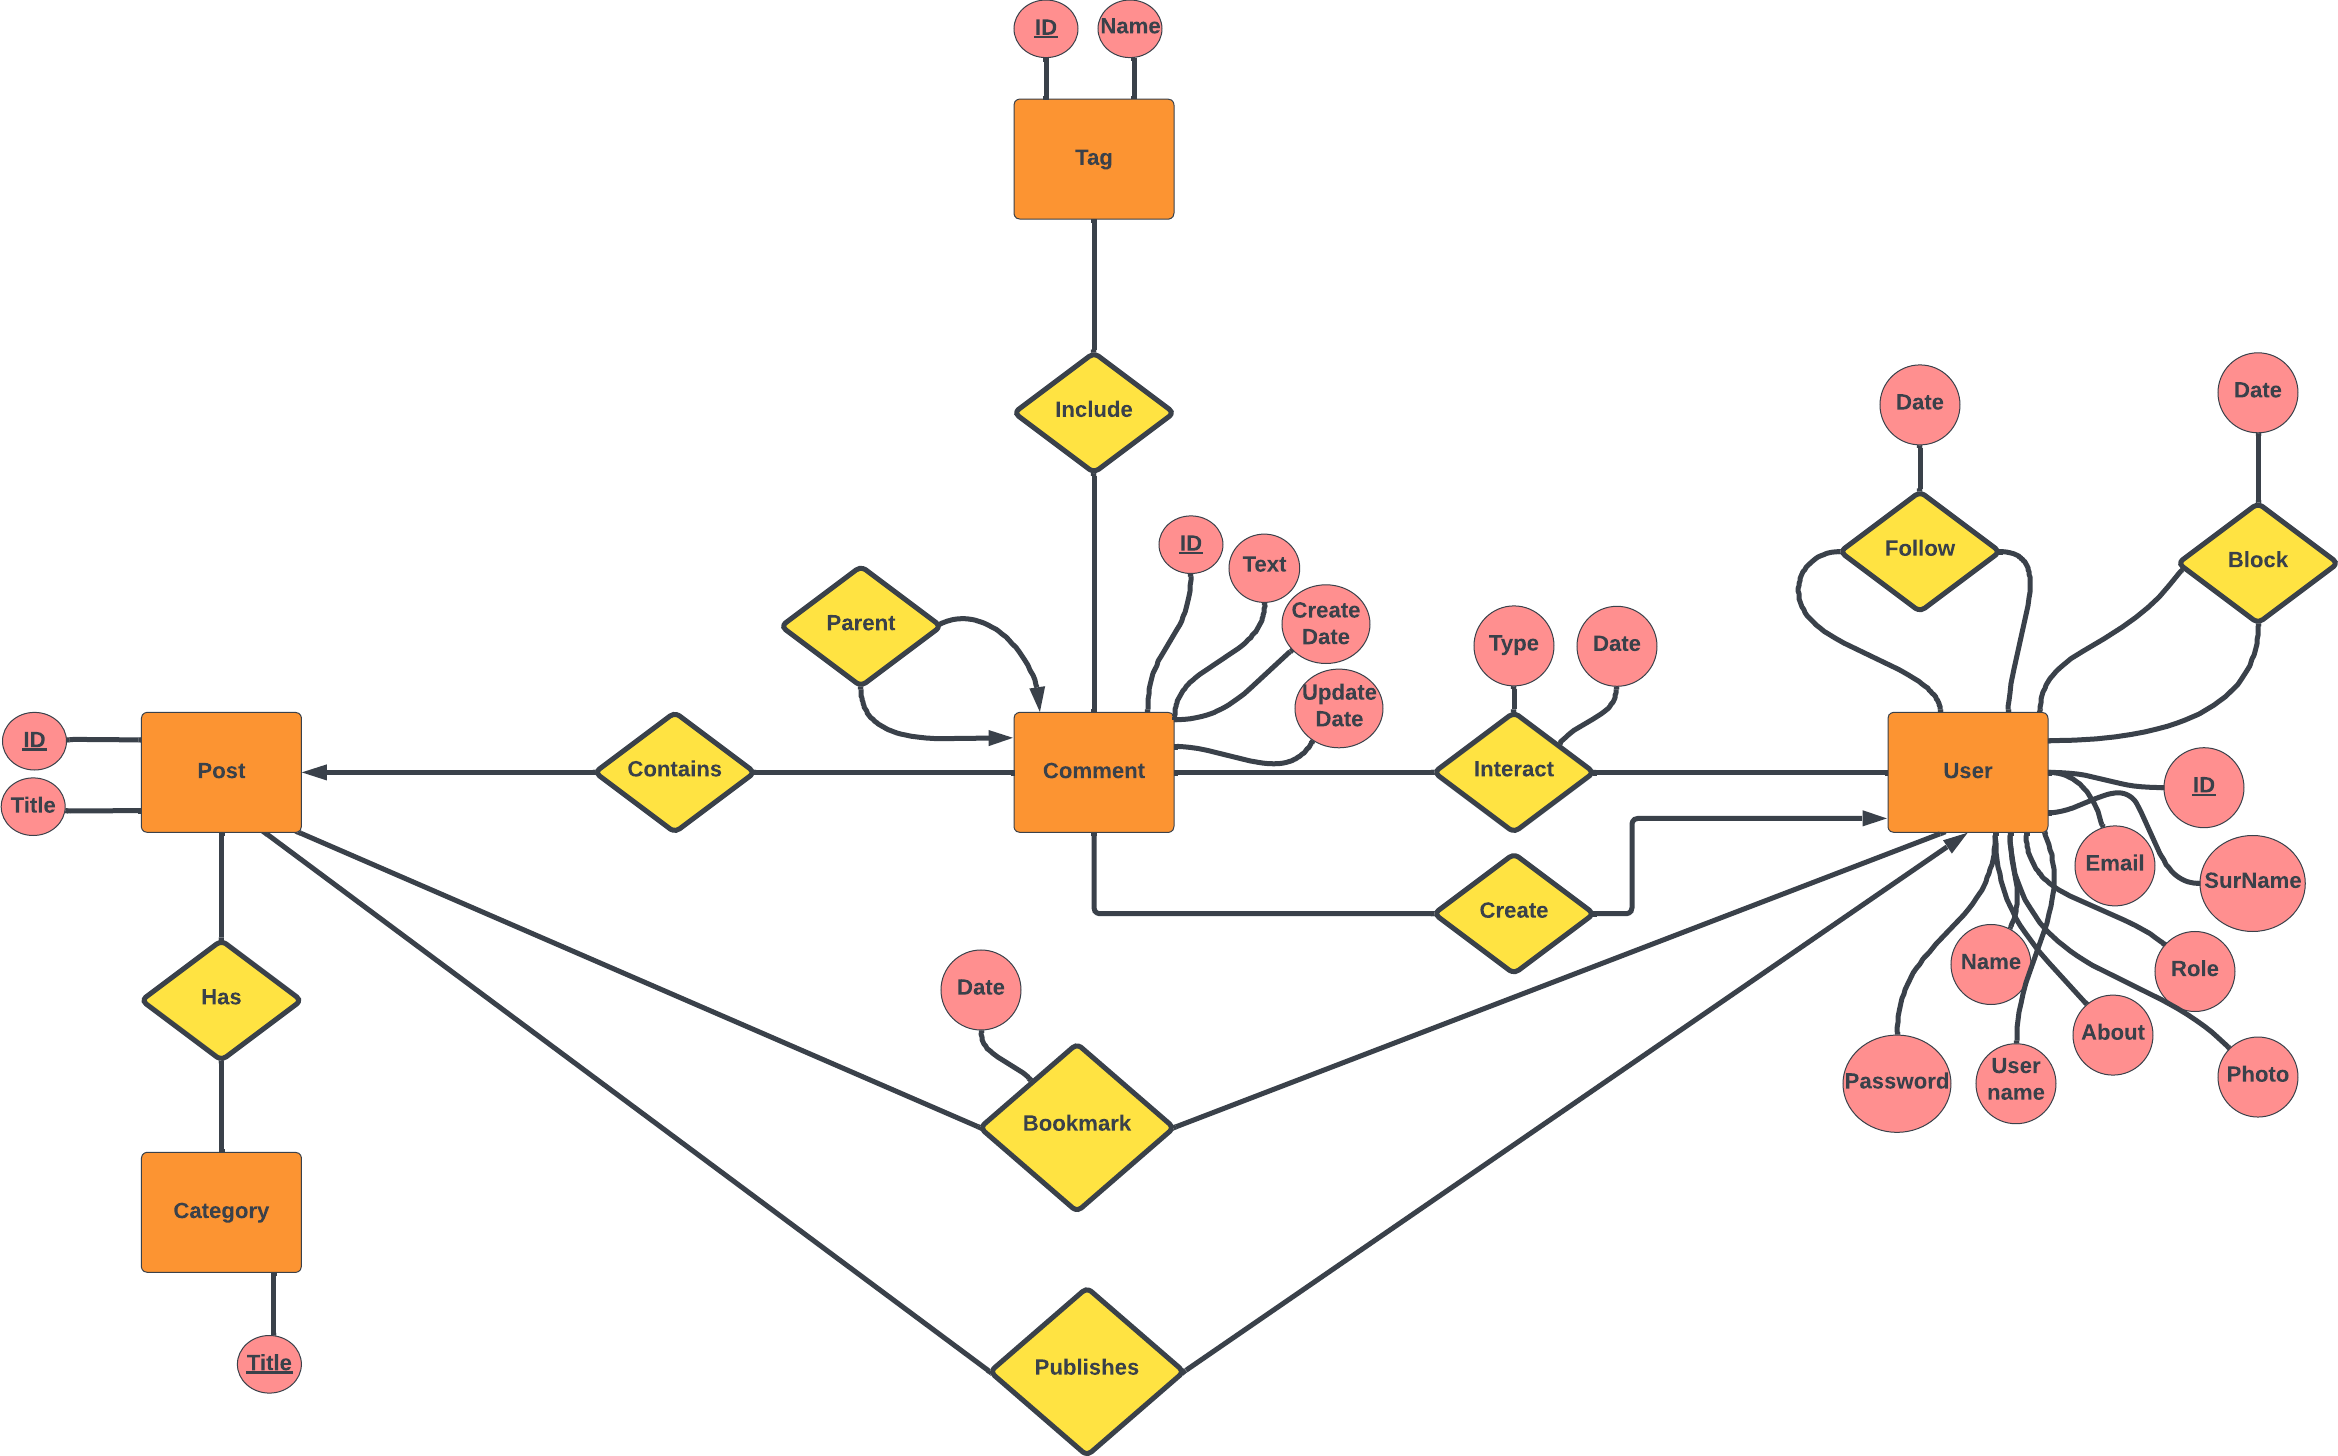 ID
Name
Tag
Include
Date
Date
Follow
Block
ID
Text
Create
Date
Parent
Type
Date
Update
Date
ID
Post
Contains
Comment
Interact
User
ID
Title
Email
SurName
Create
Has
Date
Name
Role
About
Bookmark
Password
User
name
Photo
Category
Title
Publishes